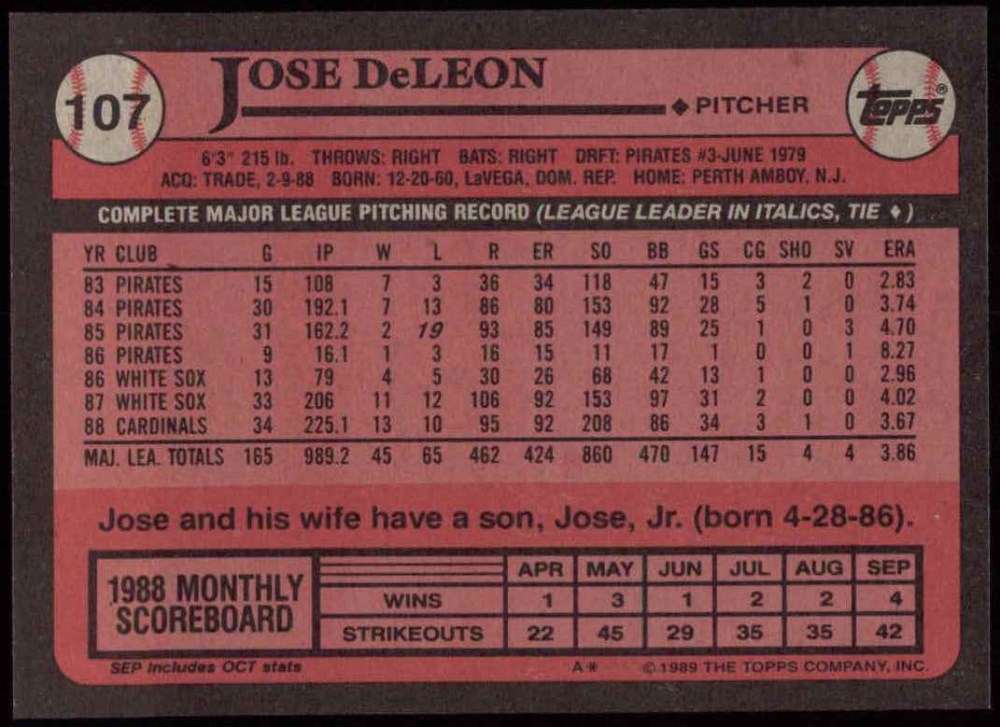 107
JOSE DeLEON
◆ PITCHER
Topps®
6'3" 215 lb. THROWS: RIGHT BATS: RIGHT DRFT: PIRATES #3-JUNE 1979
ACQ: TRADE, 2-9-88 BORN: 12-20-60, LaVEGA, DOM. REP. HOME: PERTH AMBOY, N.J.
COMPLETE MAJOR LEAGUE PITCHING RECORD (LEAGUE LEADER IN ITALICS, TIE ♦)
YR CLUB G IP W L R ER SO BB GS CG SHO SV ERA
83 PIRATES 15 108 7 3 36 34 118 47 15 3 2 0 2.83
84 PIRATES 30 192.1 7 13 86 80 153 92 28 5 1 0 3.74
85 PIRATES 31 162.2 2 19 93 85 149 89 25 1 0 3 4.70
86 PIRATES 9 16.1 1 3 16 15 11 17 1 0 0 1 8.27
86 WHITE SOX 13 79 4 5 30 26 68 42 13 1 0 0 2.96
87 WHITE SOX 33 206 11 12 106 92 153 97 31 2 0 0 4.02
88 CARDINALS 34 225.1 13 10 95 92 208 86 34 3 1 0 3.67
MAJ. LEA. TOTALS 165 989.2 45 65 462 424 860 470 147 15 4 4 3.86
Jose and his wife have a son, Jose, Jr. (born 4-28-86).
1988 MONTHLY
SCOREBOARD
APR MAY JUN JUL AUG SEP
WINS 1 3 1 2 2 4
STRIKEOUTS 22 45 29 35 35 42
SEP includes OCT stats
A* © 1989 THE TOPPS COMPANY, INC.